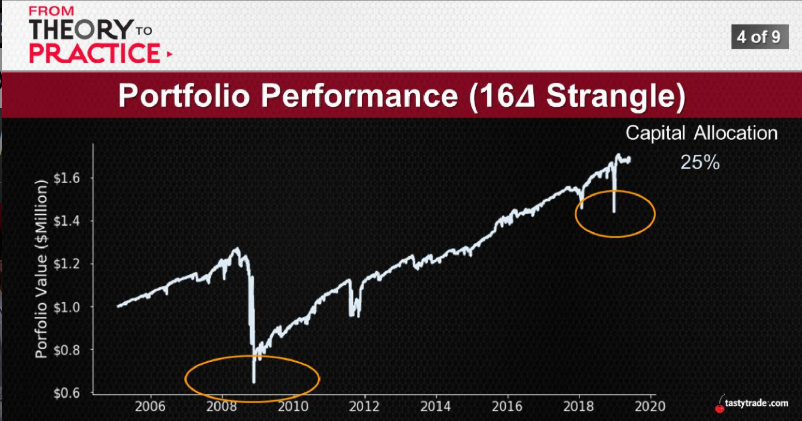 FROM
THEORY TO
PRACTICE
4 of 9
Portfolio Performance (16Δ Strangle)
Capital Allocation
25%
Porfolio Value ($Million)
$1.6
$1.4
$1.2
$1.0
$0.8
$0.6
2006 2008 2010 2012 2014 2016 2018 2020
tastytrade.com